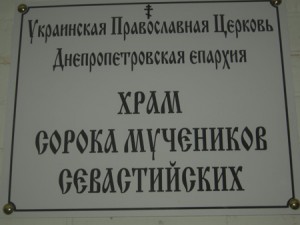 Украинская Православная Церковь
Днепропетровская епархия
ХРАМ
СОРОКА МУЧЕНИКОВ
СЕВАСТИЙСКИХ